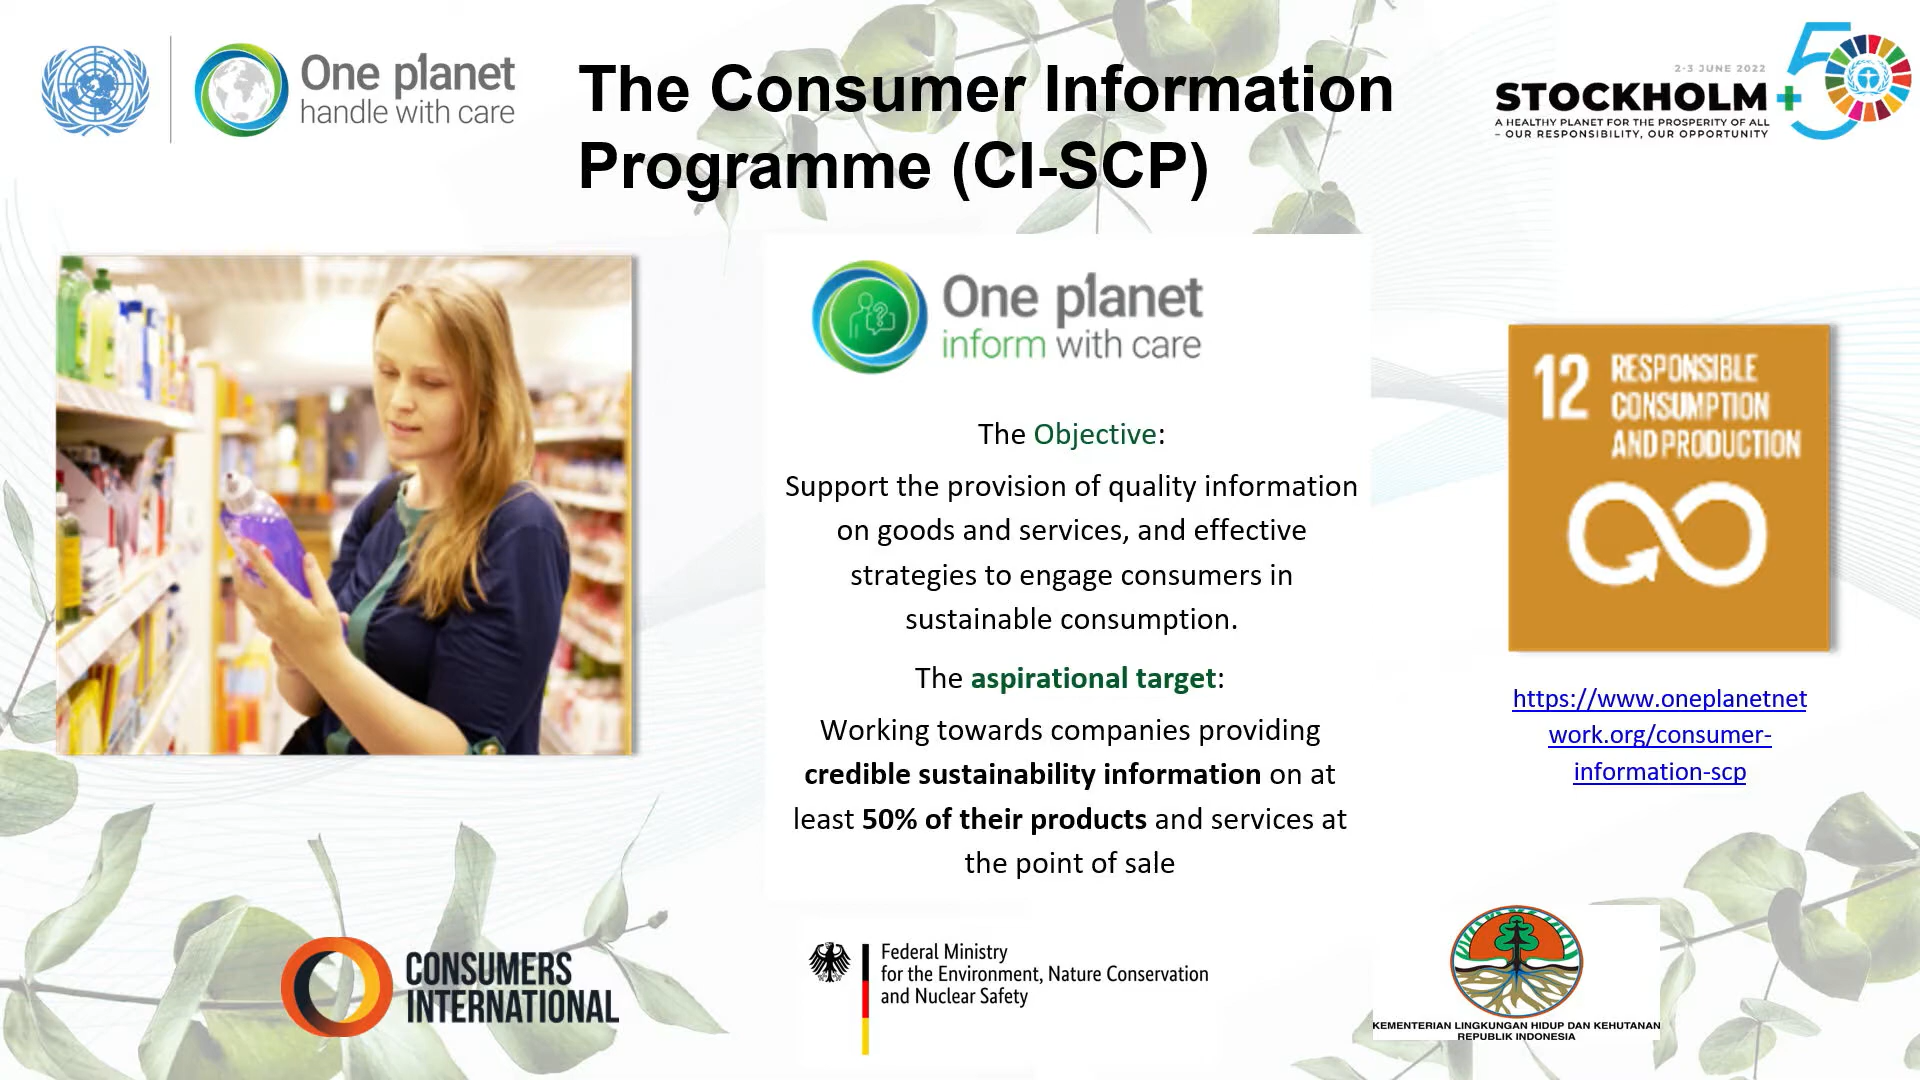 One planet
handle with care
The Consumer Information
Programme (CI-SCP)
2-3 JUNE 2022
STOCKHOLM+5
A HEALTHY PLANET FOR THE PROSPERITY OF ALL
– OUR RESPONSIBILITY, OUR OPPORTUNITY
One planet
inform with care
The Objective:
Support the provision of quality information
on goods and services, and effective
strategies to engage consumers in
sustainable consumption.
The aspirational target:
Working towards companies providing
credible sustainability information on at
least 50% of their products and services at
the point of sale
12 RESPONSIBLE
CONSUMPTION
AND PRODUCTION
https://www.oneplanetnet
work.org/consumer-
information-scp
CONSUMERS
INTERNATIONAL
Federal Ministry
for the Environment, Nature Conservation
and Nuclear Safety
KEMENTERIAN LINGKUNGAN HIDUP DAN KEHUTANAN
REPUBLIK INDONESIA